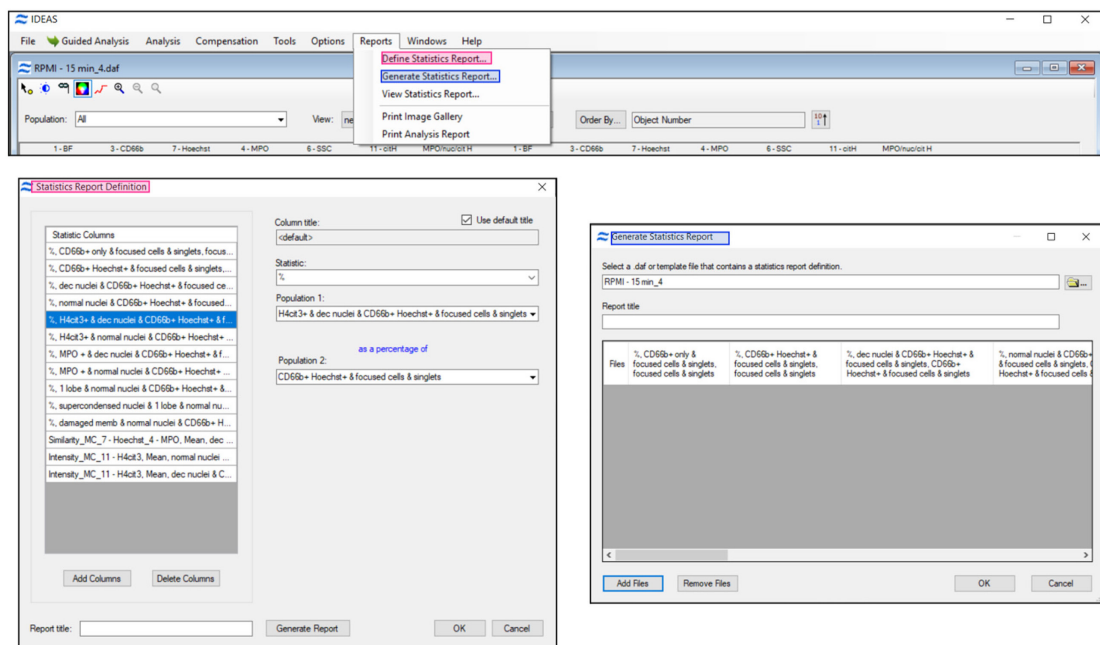 IDEAS
File Guided Analysis Analysis Compensation Tools Options Reports Windows Help
Define Statistics Report...
Generate Statistics Report...
View Statistics Report...
Print Image Gallery
Print Analysis Report
RPMI - 15 min_4.daf
Population: All View: ne Order By... Object Number
1 - BF 3 - CD66b 7 - Hoechst 4 - MPO 6 - SSC 11 - citH MPO/nuc/cit H 1 - BF 3 - CD66b 7 - Hoechst 4 - MPO 6 - SSC 11 - citH MPO/nuc/cit H
Statistics Report Definition
Statistic Columns
%, CD66b+ only & focused cells & singlets, focus...
%, CD66b+ Hoechst+ & focused cells & singlets,...
%, dec nuclei & CD66b+ Hoechst+ & focused ce...
%, normal nuclei & CD66b+ Hoechst+ & focused...
%, H4cit3+ & dec nuclei & CD66b+ Hoechst+ & f...
%, H4cit3+ & normal nuclei & CD66b+ Hoechst+ ...
%, MPO + & dec nuclei & CD66b+ Hoechst+ & f...
%, MPO + & normal nuclei & CD66b+ Hoechst+ ...
%, 1 lobe & normal nuclei & CD66b+ Hoechst+ &...
%, supercondensed nuclei & 1 lobe & normal nu...
%, damaged memb & normal nuclei & CD66b+ H...
Similarity_MC_7 - Hoechst_4 - MPO, Mean, dec ...
Intensity_MC_11 - H4cit3, Mean, normal nuclei ...
Intensity_MC_11 - H4cit3, Mean, dec nuclei & C...
Add Columns Delete Columns
Column title: Use default title
<default>
Statistic:
%
Population 1:
H4cit3+ & dec nuclei & CD66b+ Hoechst+ & focused cells & singlets
as a percentage of
Population 2:
CD66b+ Hoechst+ & focused cells & singlets
Report title: Generate Report OK Cancel
Generate Statistics Report
Select a .daf or template file that contains a statistics report definition.
RPMI - 15 min_4
Report title
Files
%, CD66b+ only &
focused cells & singlets,
focused cells & singlets
%, CD66b+ Hoechst+ &
focused cells & singlets,
focused cells & singlets
%, dec nuclei & CD66b+ Hoechst+ &
focused cells & singlets, CD66b+
Hoechst+ & focused cells & singlets
%, normal nuclei & CD66b+
& focused cells & singlets, C
Hoechst+ & focused cells &
Add Files Remove Files OK Cancel